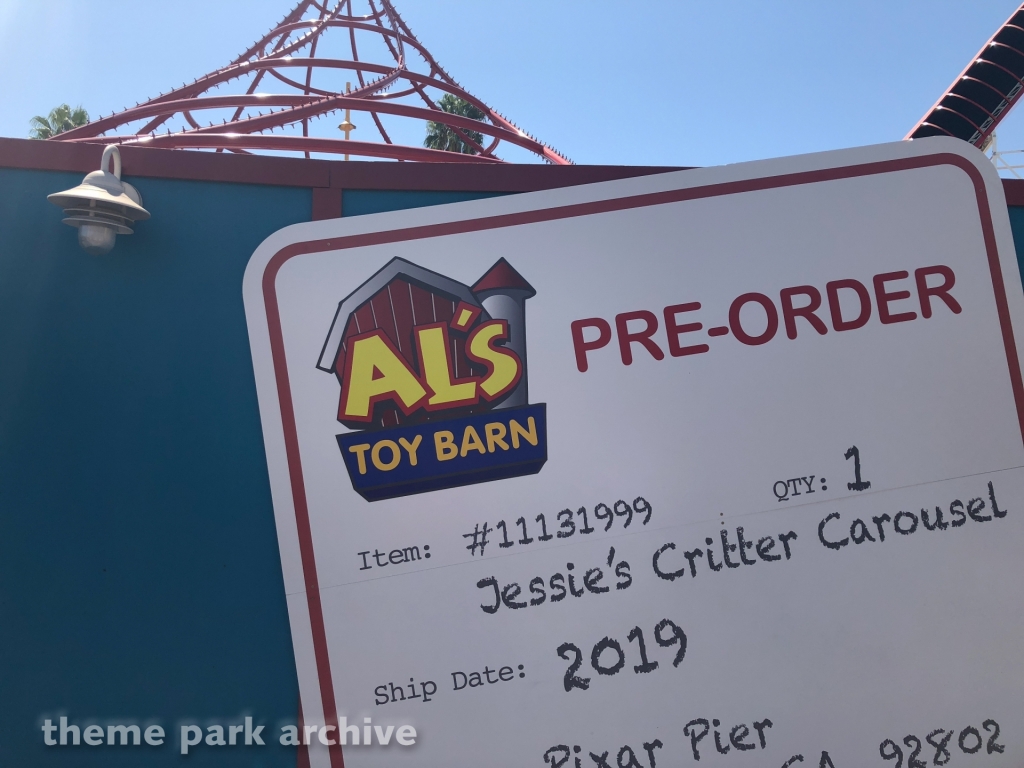 AL'S
TOY BARN
PRE-ORDER
Item: #11131999 QTY: 1
Jessie's Critter Carousel
Ship Date: 2019
Pixar Pier
CA 92802
theme park archive